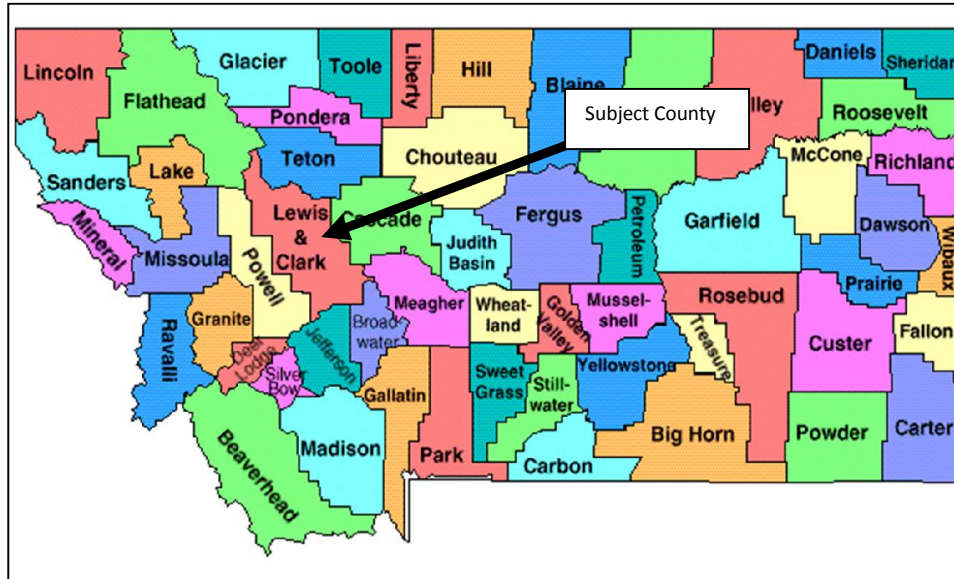 Lincoln
Flathead
Glacier
Toole
Liberty
Hill
Blaine
Daniels
Sheridan
Pondera
Subject County
lley
Roosevelt
Sanders
Lake
Teton
Chouteau
McCone
Richland
Mineral
Missoula
Powell
Lewis
&
Clark
Cascade
Judith
Basin
Fergus
Petroleum
Garfield
Dawson
Wibaux
Prairie
Ravalli
Granite
Deer
Lodge
Silver
Bow
Jefferson
Broad-
water
Meagher
Wheat-
land
Golden
Valley
Mussel-
shell
Rosebud
Treasure
Custer
Fallon
Beaverhead
Madison
Gallatin
Park
Sweet
Grass
Still-
water
Yellowstone
Carbon
Big Horn
Powder
Carter